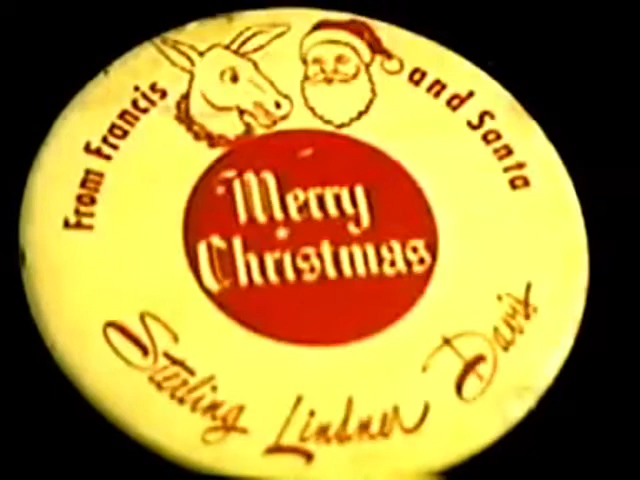 From Francis
and Santa
Merry
Christmas
Sterling Lindner Davis